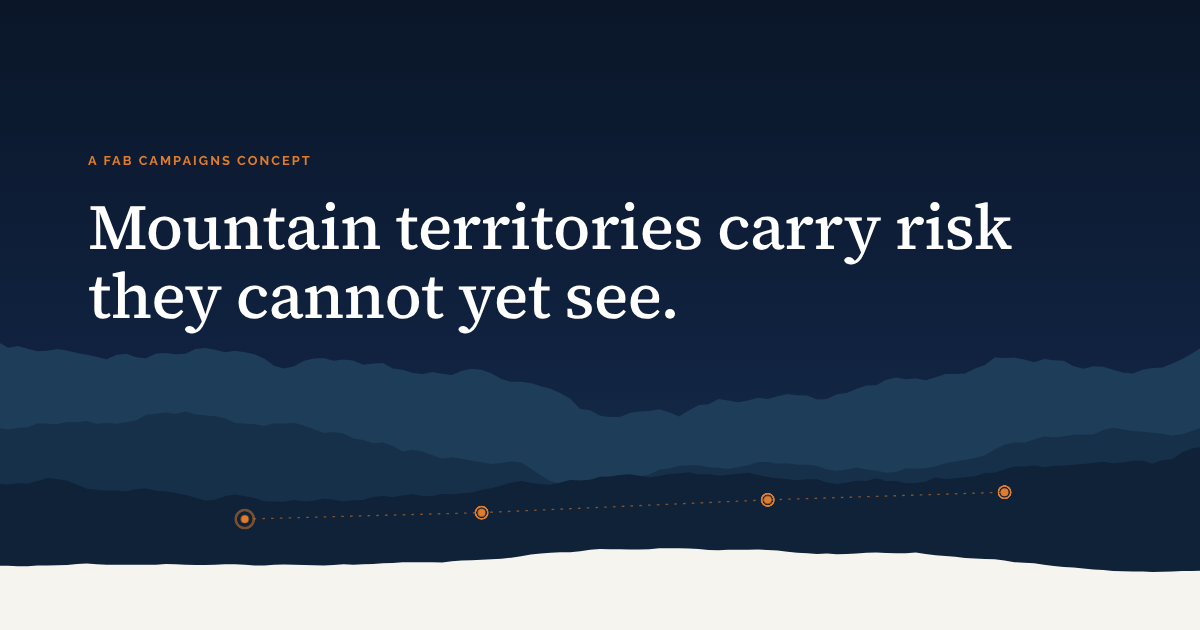 A FAB CAMPAIGNS CONCEPT
Mountain territories carry risk
they cannot yet see.